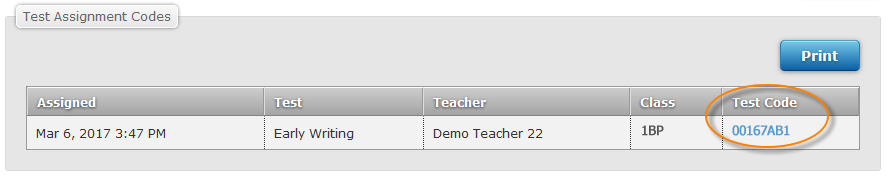 Test Assignment Codes
Print
Assigned Test Teacher Class Test Code
Mar 6, 2017 3:47 PM Early Writing Demo Teacher 22 1BP 00167AB1